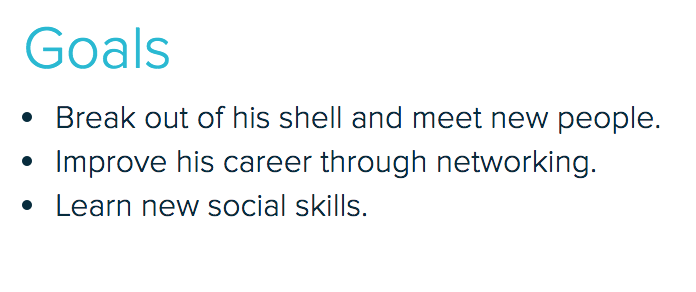 Goals
• Break out of his shell and meet new people.
• Improve his career through networking.
• Learn new social skills.